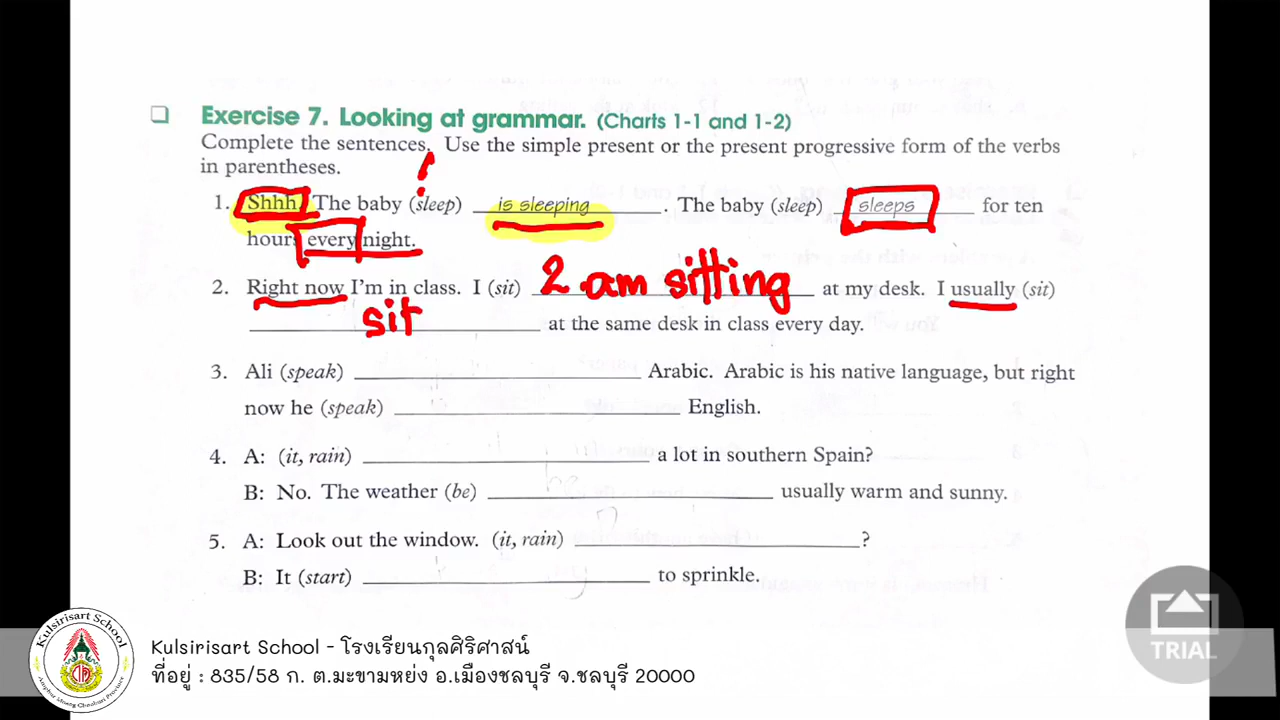 Exercise 7. Looking at grammar. (Charts 1-1 and 1-2)
Complete the sentences. Use the simple present or the present progressive form of the verbs
in parentheses.
1. Shhh. The baby (sleep) is sleeping. The baby (sleep) sleeps for ten
hours every night.
2. Right now I'm in class. I (sit) 2. am sitting at my desk. I usually (sit)
sit at the same desk in class every day.
3. Ali (speak) Arabic. Arabic is his native language, but right
now he (speak) English.
4. A: (it, rain) a lot in southern Spain?
B: No. The weather (be) usually warm and sunny.
5. A: Look out the window. (it, rain) ?
B: It (start) to sprinkle.
TRIAL
Kulsirisart School
Kulsirisart School - โรงเรียนกุลศิริศาสน์
ที่อยู่ : 835/58 ก. ต.มะขามหย่ง อ.เมืองชลบุรี จ.ชลบุรี 20000